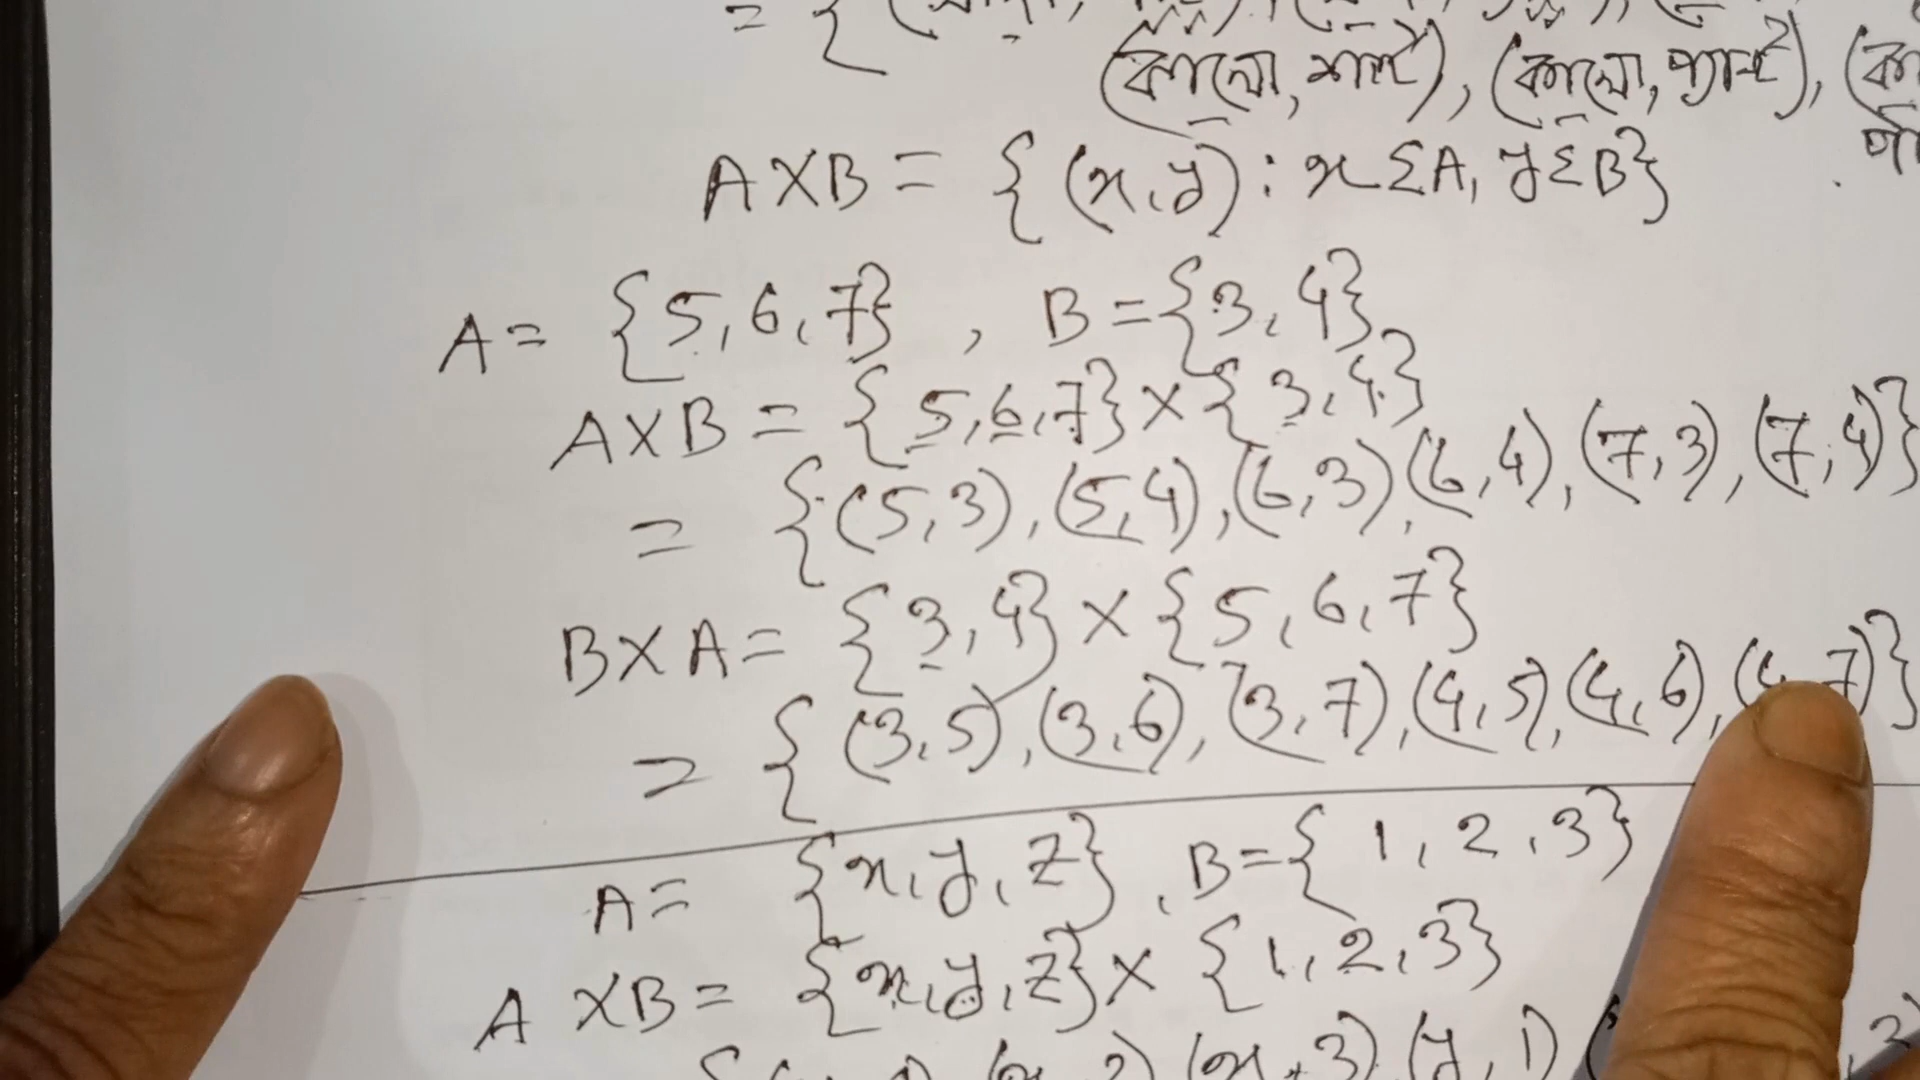 = {
(কালো, শার্ট), (কালো, প্যান্ট), (কা
A×B = {(x,y) : x ∑ A, y ∑ B}
A = {5, 6, 7}, B = {3, 4}
A×B = {5,6,7} × {3,4}
= {(5,3), (5,4), (6,3), (6,4), (7,3), (7,4)}
B×A = {3,4} × {5,6,7}
= {(3,5), (3,6), (3,7), (4,5), (4,6), (4,7)}
A = {x, y, z}, B = {1, 2, 3}
A×B = {x,y,z} × {1,2,3}
(x, 3), (y, 1)